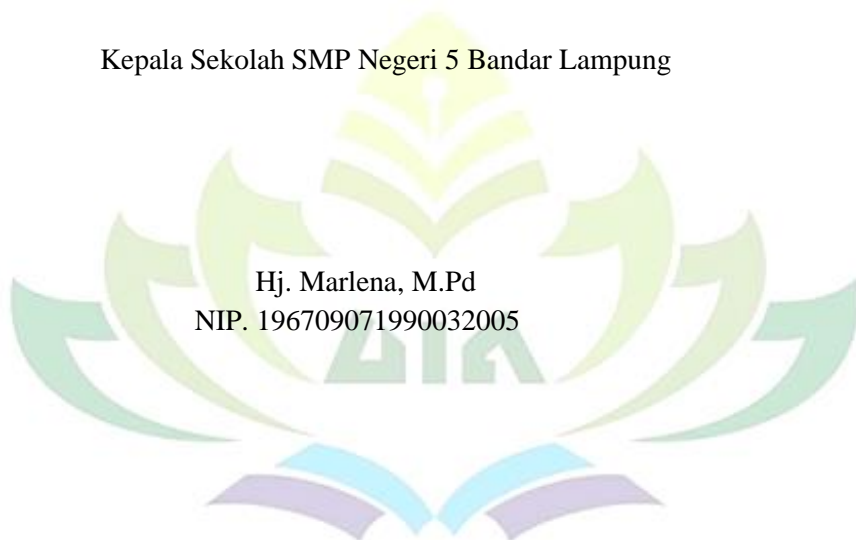 Kepala Sekolah SMP Negeri 5 Bandar Lampung
Hj. Marlena, M.Pd
NIP. 196709071990032005